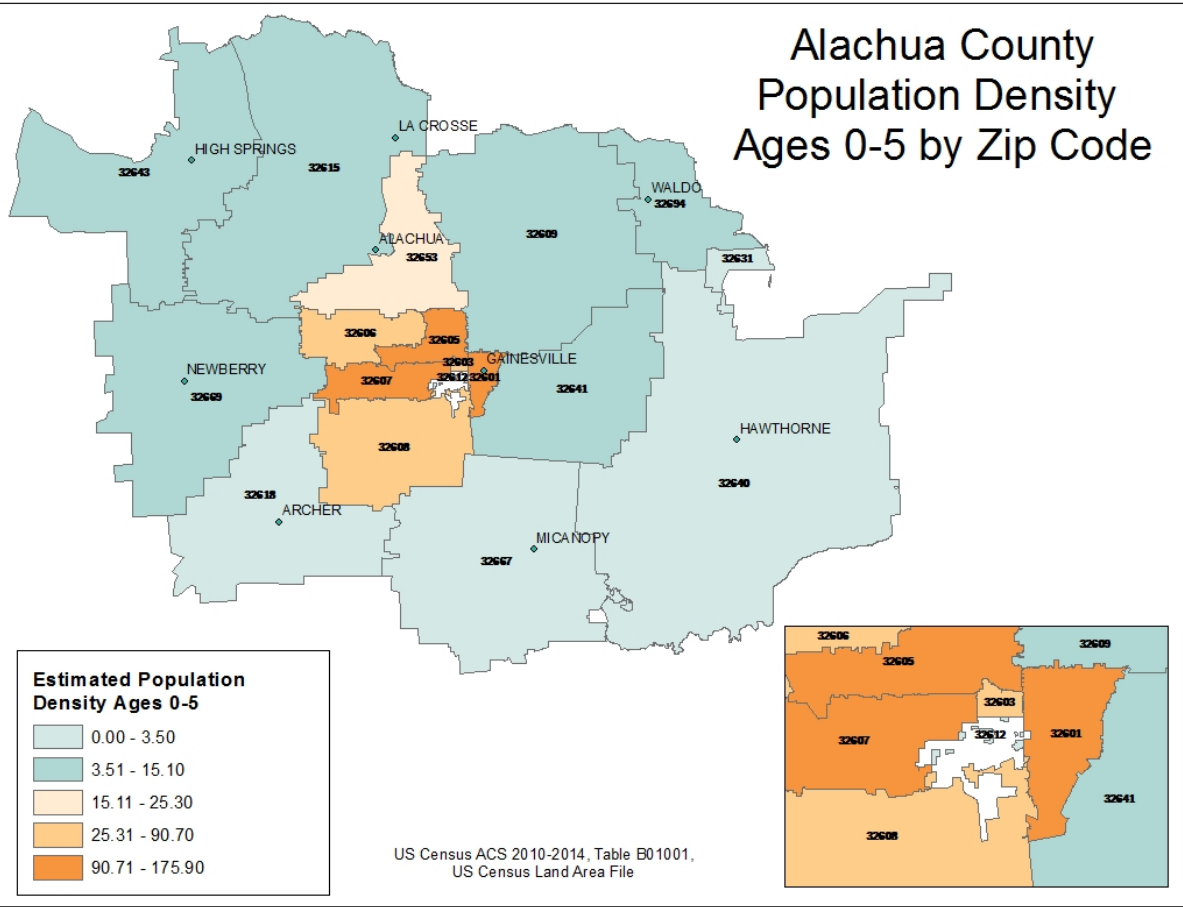 Alachua County
Population Density
Ages 0-5 by Zip Code
LA CROSSE
HIGH SPRINGS
32643
32615
WALDO
32694
32609
ALACHUA
32653
32631
32606
32605
GAINESVILLE
32603
NEWBERRY
32607
32612
32601
32669
32641
HAWTHORNE
32608
32640
32618
ARCHER
MICANOPY
32667
Estimated Population
Density Ages 0-5
0.00 - 3.50
3.51 - 15.10
15.11 - 25.30
25.31 - 90.70
90.71 - 175.90
US Census ACS 2010-2014, Table B01001,
US Census Land Area File
32606
32609
32605
32603
32607
32612
32601
32641
32608